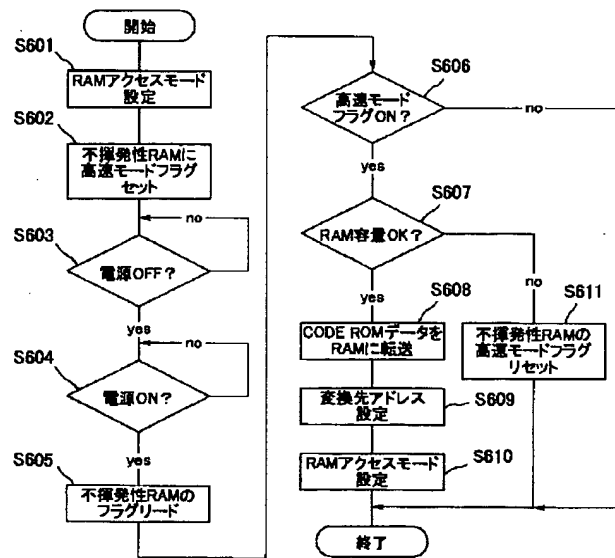 開始
S601
RAMアクセスモード
設定
S602
不揮発性RAMに
高速モードフラグ
セット
no
S603
電源OFF?
yes
no
S604
電源ON?
yes
S605
不揮発性RAMの
フラグリード
S606
高速モード
フラグON?
no
yes
S607
RAM容量OK?
no
yes
S608
CODE ROMデータを
RAMに転送
S611
不揮発性RAMの
高速モードフラグ
リセット
変換先アドレス
設定
S609
RAMアクセスモード
設定
S610
終了